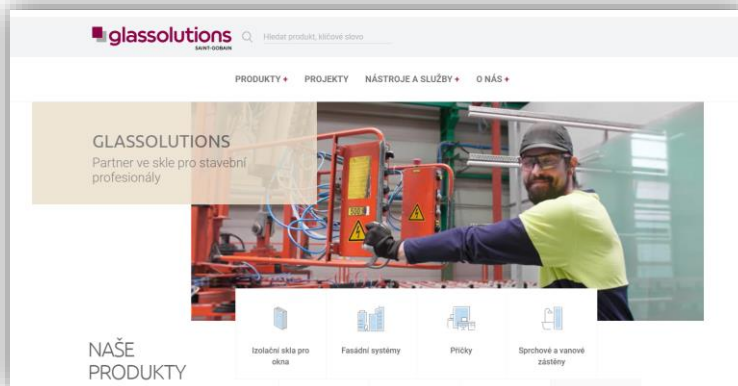 glassolutions
SAINT-GOBAIN
Hledat produkt, klíčové slovo
PRODUKTY + PROJEKTY NÁSTROJE A SLUŽBY + O NÁS +
GLASSOLUTIONS
Partner ve skle pro stavební
profesionály
500
NAŠE
PRODUKTY
Izolační skla pro
okna
Fasádní systémy
Příčky
Sprchové a vanové
zástěny